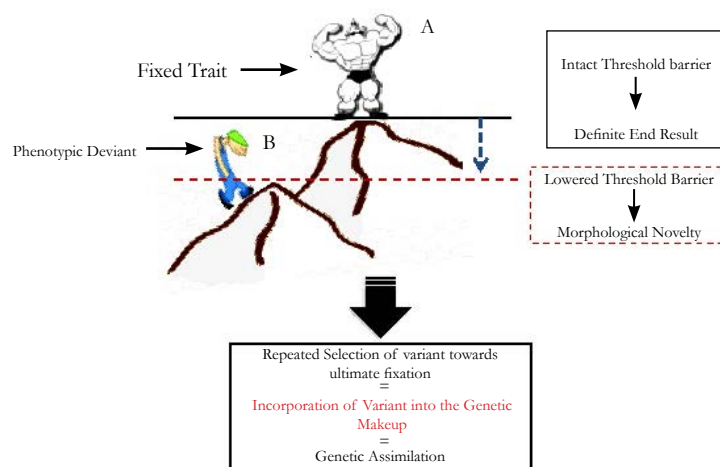 A
Fixed Trait
Intact Threshold barrier
Definite End Result
B
Phenotypic Deviant
Lowered Threshold Barrier
Morphological Novelty
Repeated Selection of variant towards
ultimate fixation
=
Incorporation of Variant into the Genetic
Makeup
=
Genetic Assimilation